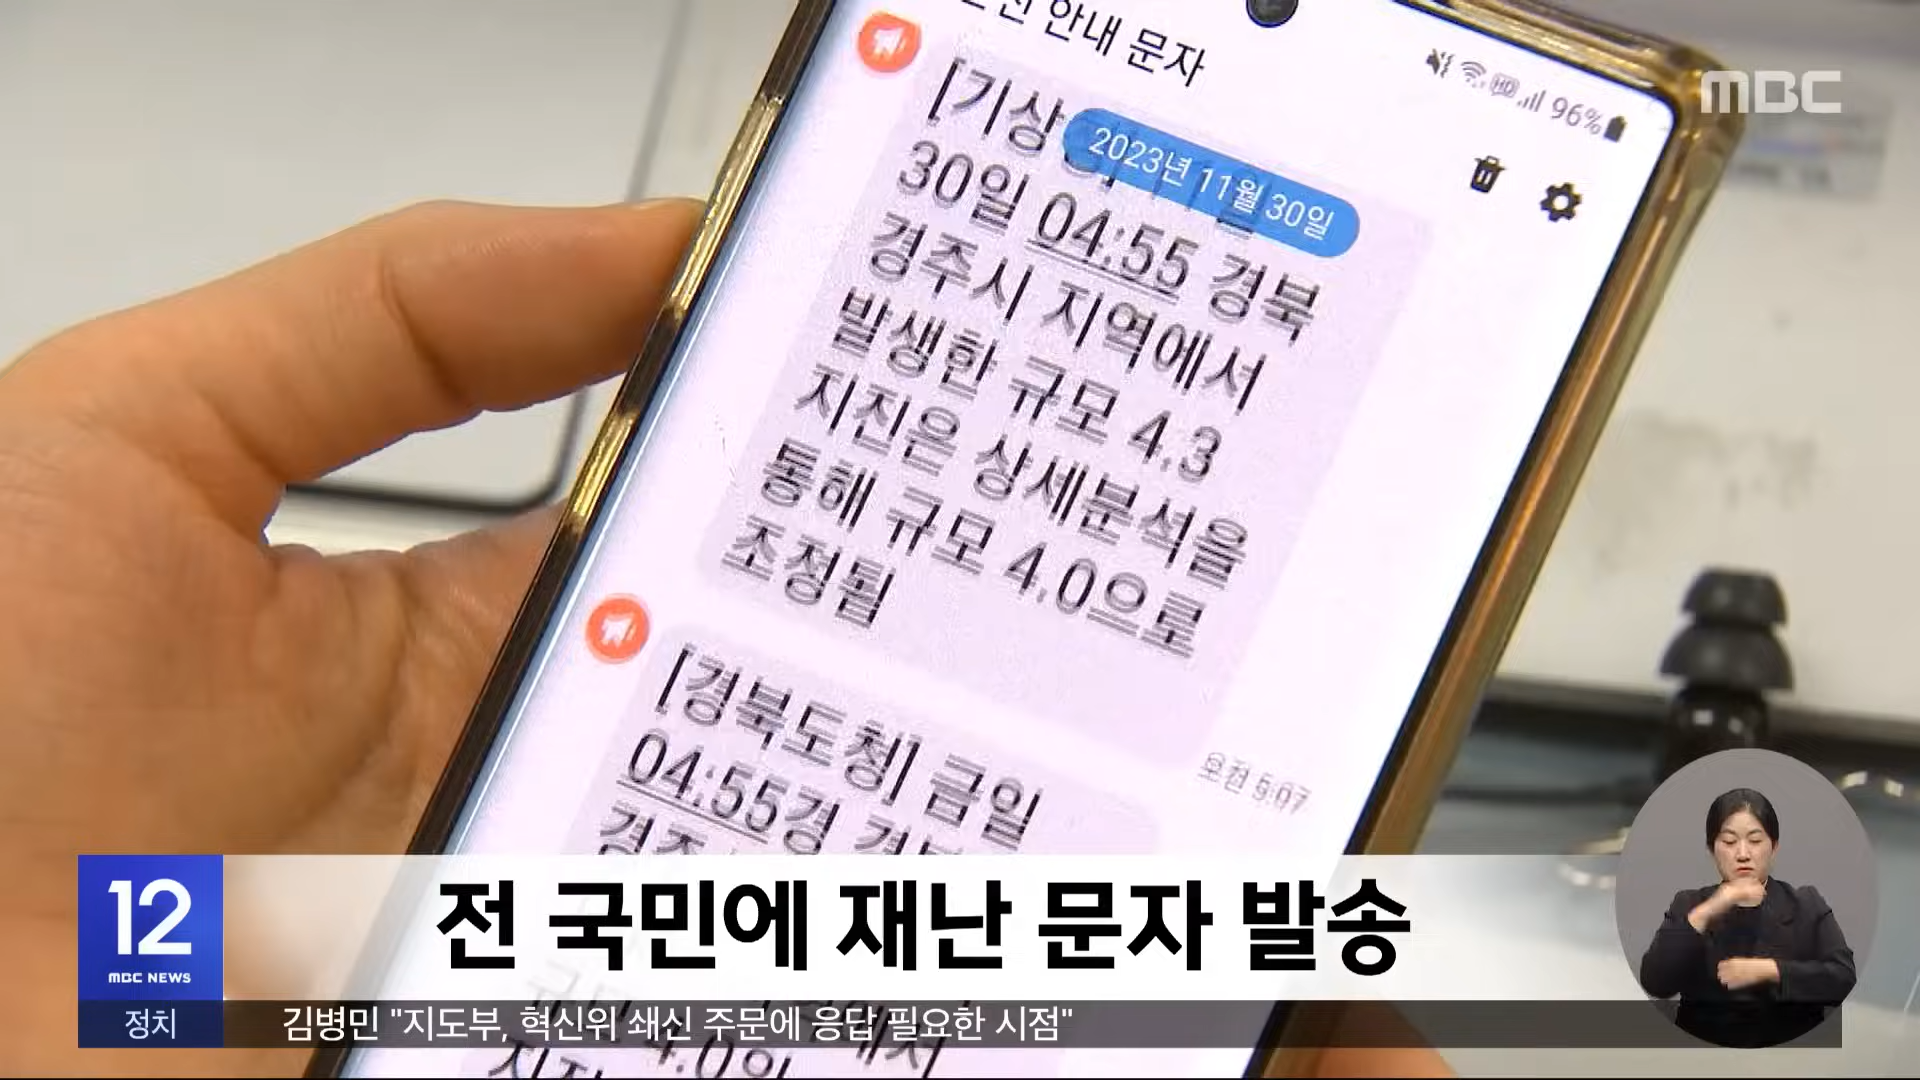 안내 문자
96%
MBC
2023년 11월 30일
[기상
30일 04:55 경북
경주시 지역에서
발생한 규모 4.3
지진은 상세분석을
통해 규모 4.0으로
조정됨
오전 5:07
[경북도청] 금일
04:55경
12
MBC NEWS
전 국민에 재난 문자 발송
정치
김병민 "지도부, 혁신위 쇄신 주문에 응답 필요한 시점"